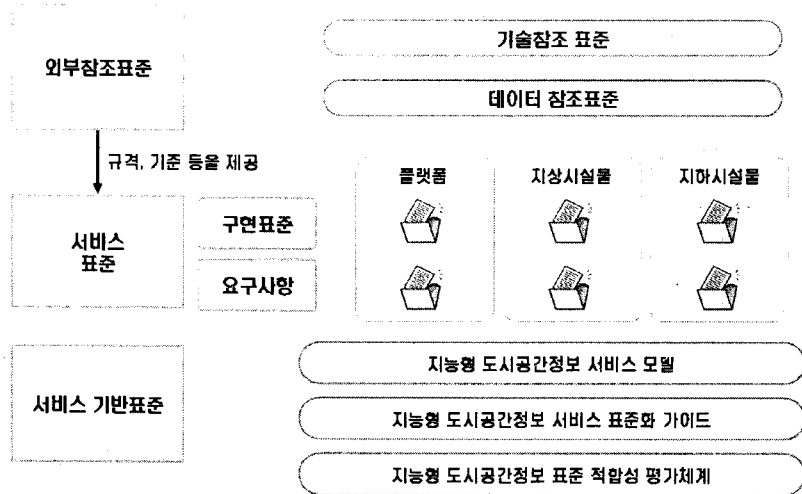 외부참조표준
기술참조 표준
데이터 참조표준
규격, 기준 등을 제공
서비스
표준
구현표준
요구사항
플랫폼
지상시설물
지하시설물
서비스 기반표준
지능형 도시공간정보 서비스 모델
지능형 도시공간정보 서비스 표준화 가이드
지능형 도시공간정보 표준 적합성 평가체계